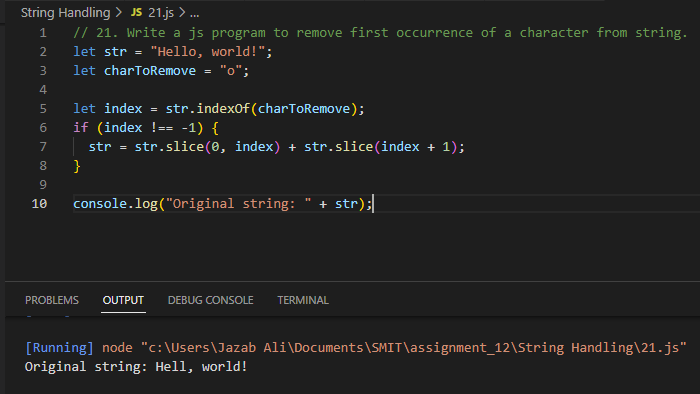 String Handling > JS 21.js > ...
1 // 21. Write a js program to remove first occurrence of a character from string.
2 let str = "Hello, world!";
3 let charToRemove = "o";
4
5 let index = str.indexOf(charToRemove);
6 if (index !== -1) {
7   str = str.slice(0, index) + str.slice(index + 1);
8 }
9
10 console.log("Original string: " + str);
PROBLEMS OUTPUT DEBUG CONSOLE TERMINAL
[Running] node "c:\Users\Jazab Ali\Documents\SMIT\assignment_12\String Handling\21.js"
Original string: Hell, world!